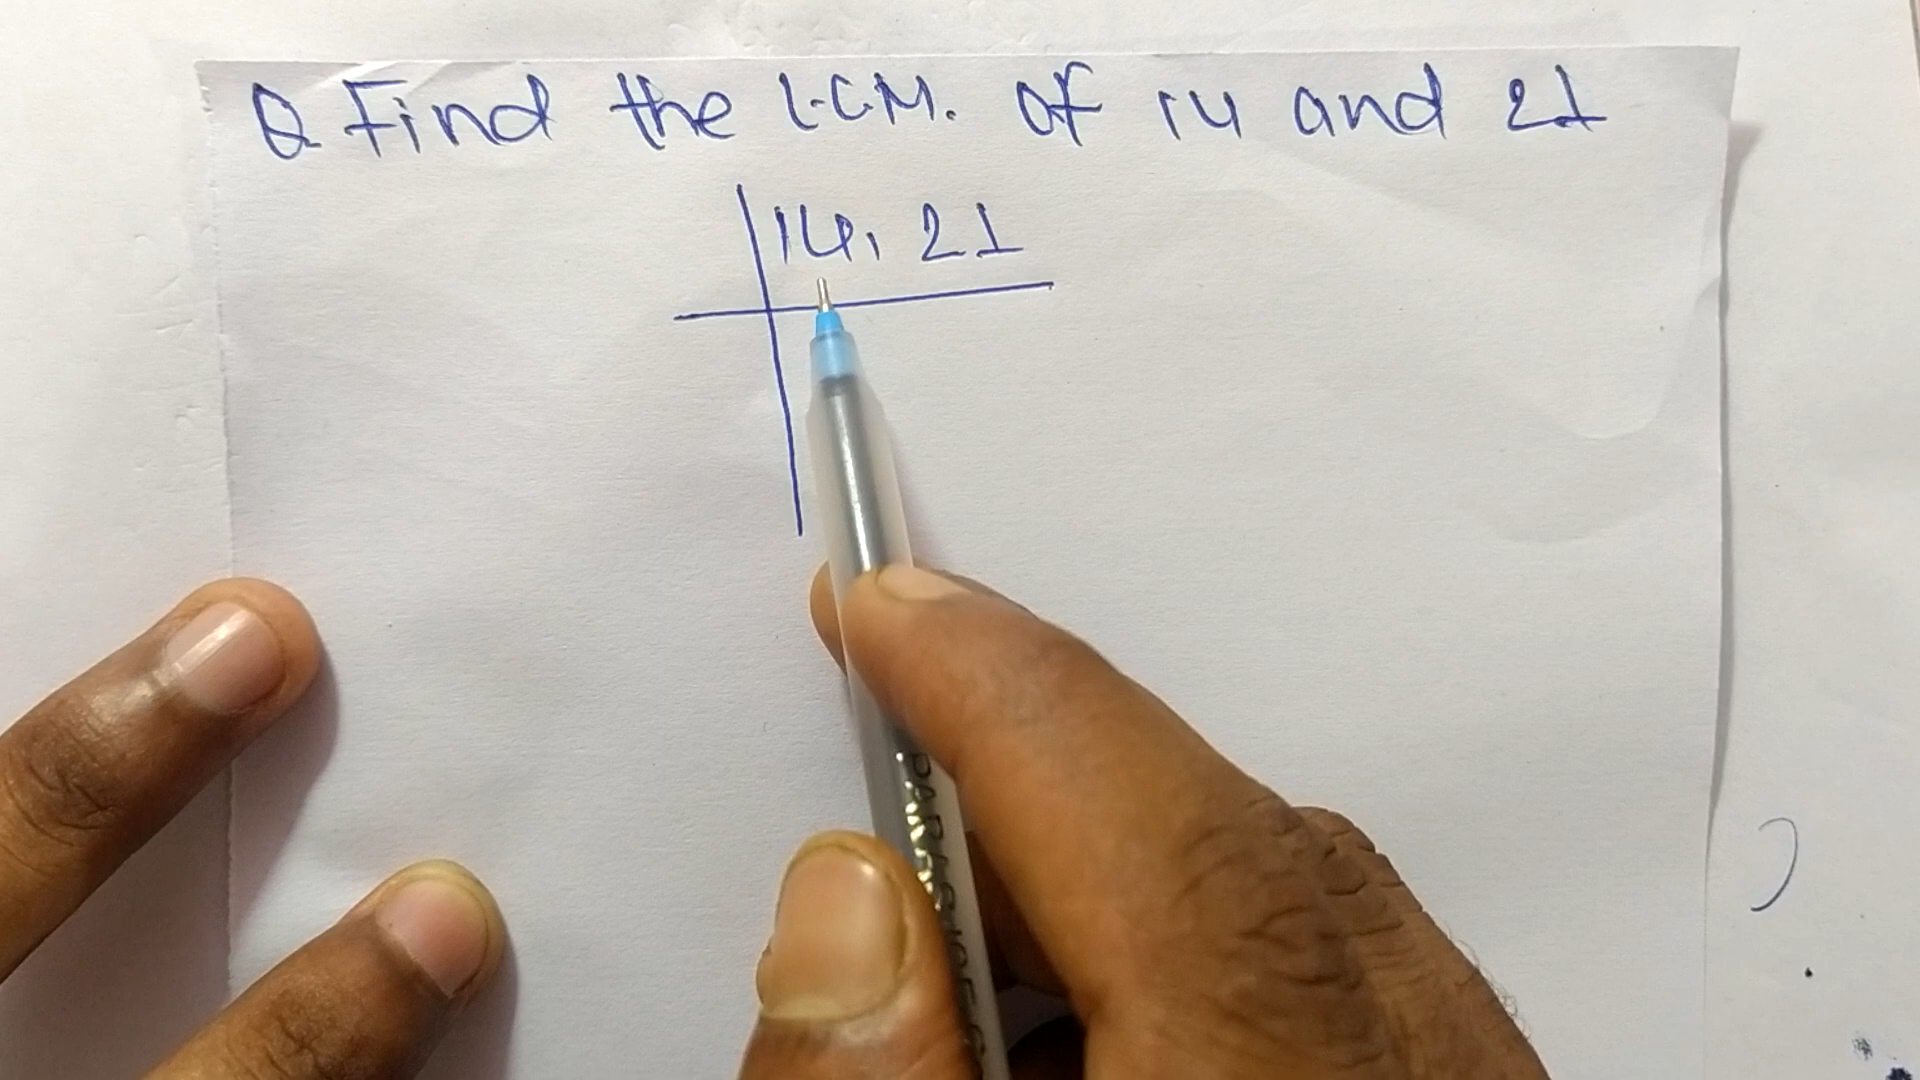 Q. Find the L.C.M. of 14 and 21
14, 21